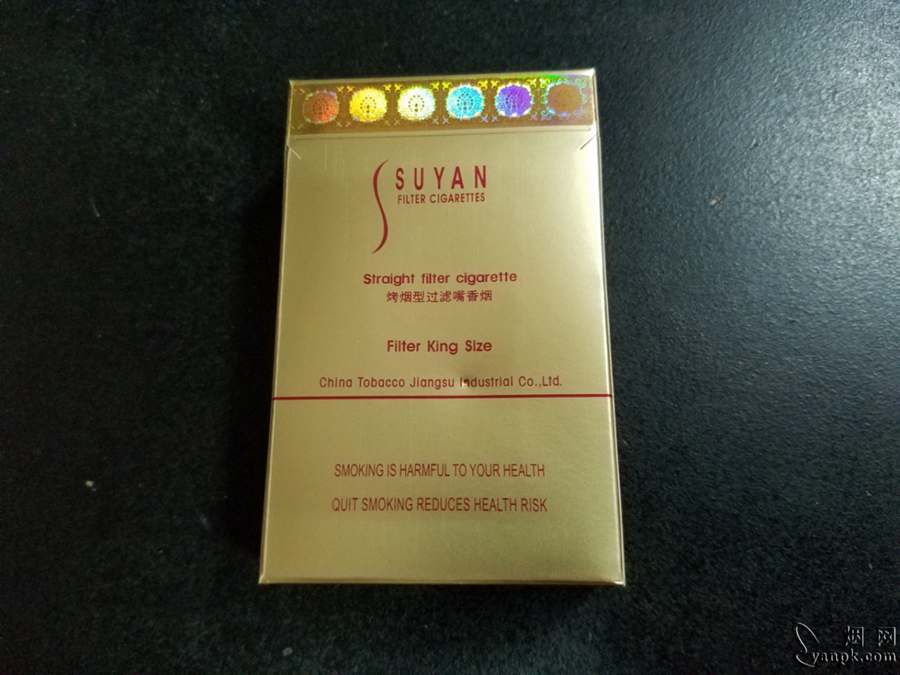 SUYAN
FILTER CIGARETTES
Straight filter cigarette
烤烟型过滤嘴香烟
Filter King Size
China Tobacco Jiangsu Industrial Co.,Ltd.
SMOKING IS HARMFUL TO YOUR HEALTH
QUIT SMOKING REDUCES HEALTH RISK
烟网
yanpk.com